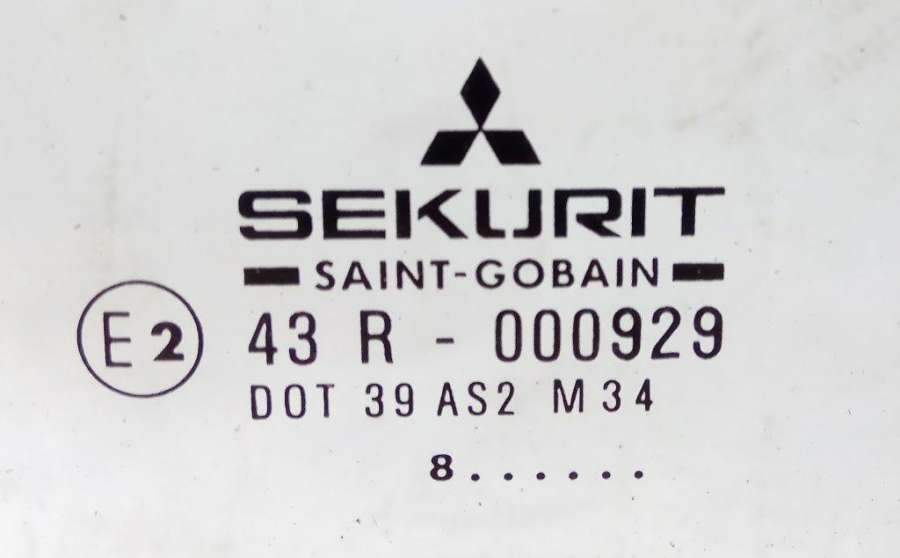 SEKURIT
SAINT-GOBAIN
E2 43 R - 000929
DOT 39 AS2 M34
8......